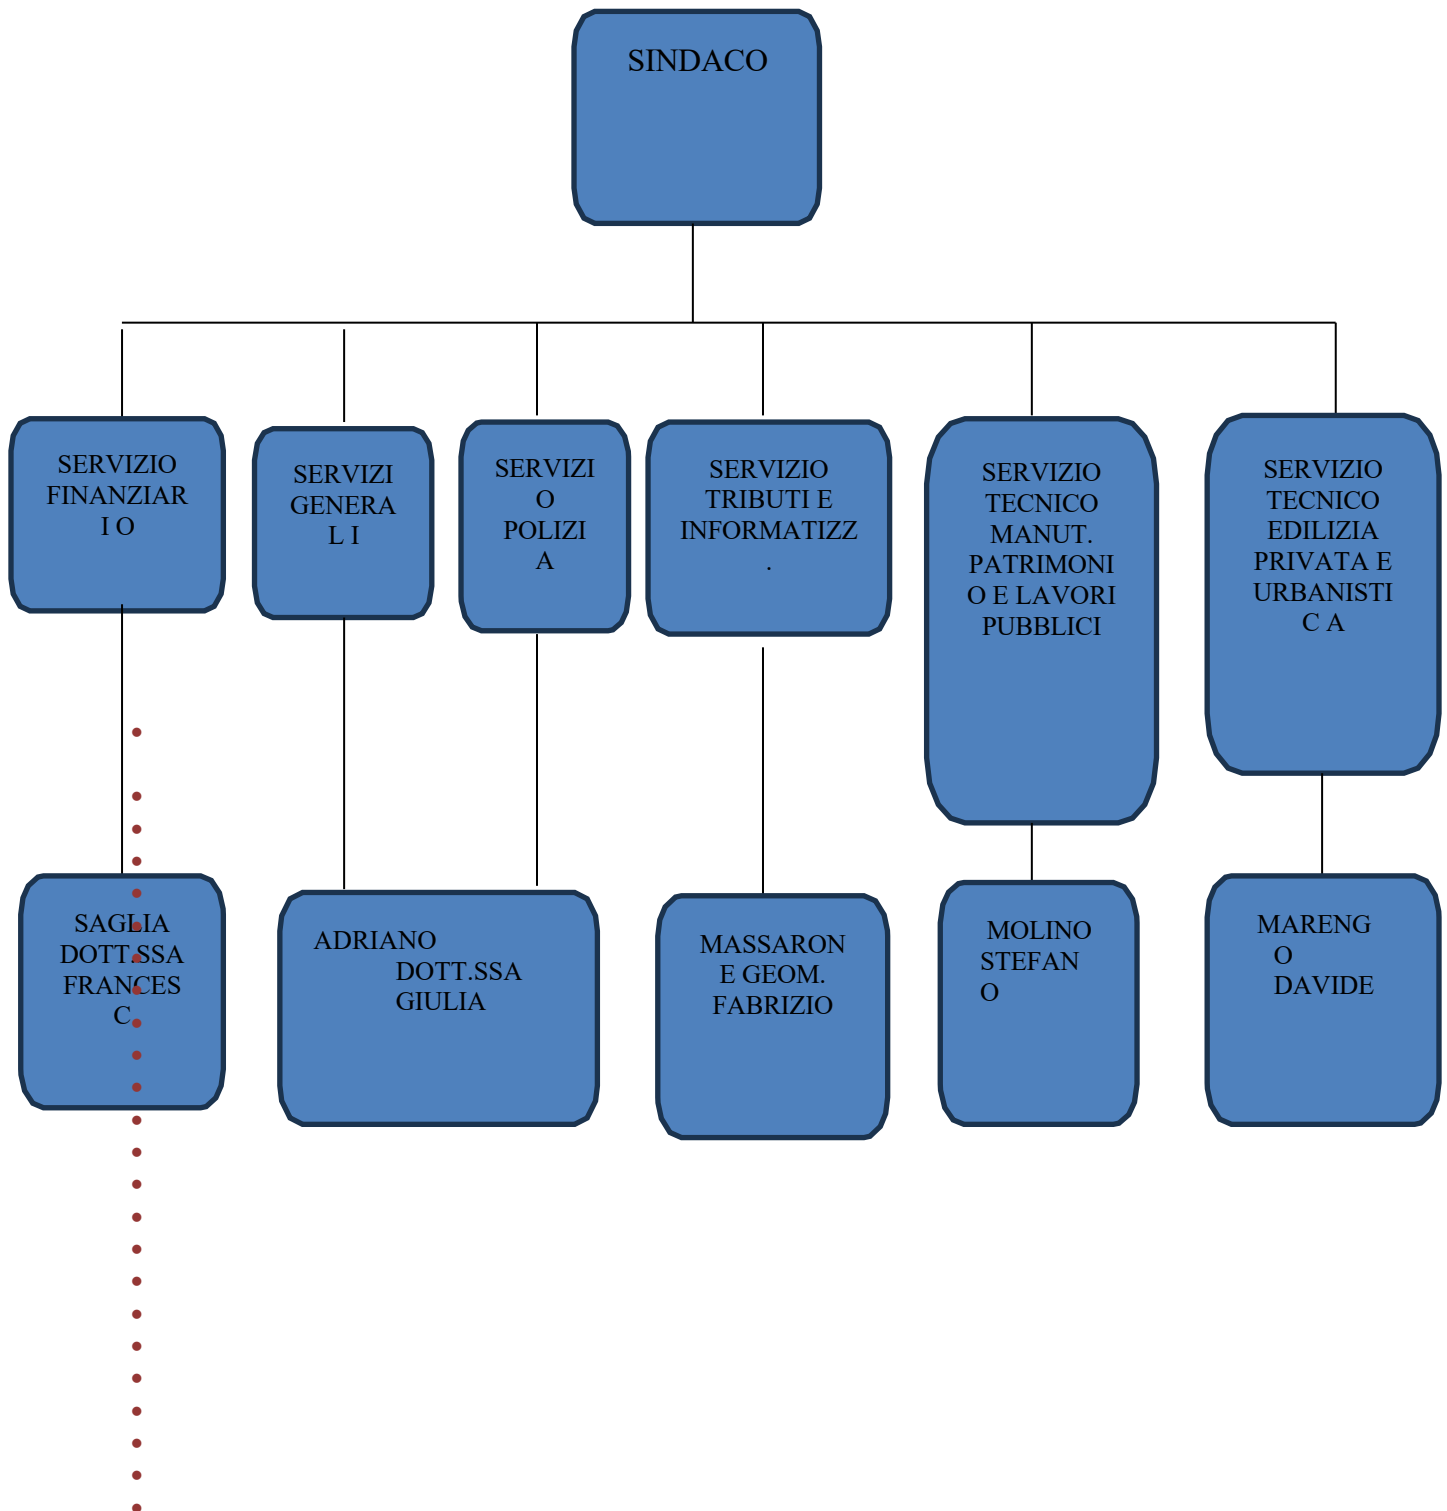 SINDACO
SERVIZIO
FINANZIAR
I O
SERVIZI
GENERA
L I
SERVIZI
O
POLIZI
A
SERVIZIO
TRIBUTI E
INFORMATIZZ
.
SERVIZIO
TECNICO
MANUT.
PATRIMONI
O E LAVORI
PUBBLICI
SERVIZIO
TECNICO
EDILIZIA
PRIVATA E
URBANISTI
C A
SAGLIA
DOTT.SSA
FRANCES
C
ADRIANO
DOTT.SSA
GIULIA
MASSARON
E GEOM.
FABRIZIO
MOLINO
STEFAN
O
MARENG
O
DAVIDE